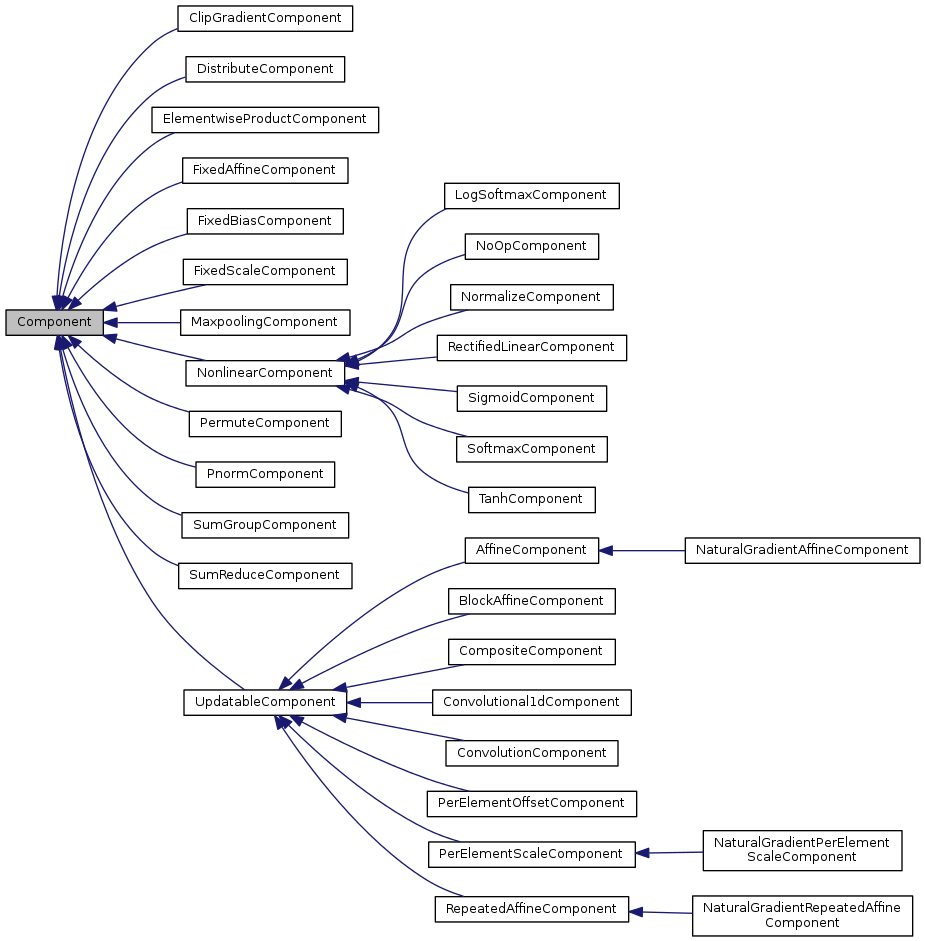 ClipGradientComponent
DistributeComponent
ElementwiseProductComponent
FixedAffineComponent
LogSoftmaxComponent
FixedBiasComponent
NoOpComponent
FixedScaleComponent
NormalizeComponent
Component
MaxpoolingComponent
RectifiedLinearComponent
NonlinearComponent
SigmoidComponent
PermuteComponent
SoftmaxComponent
PnormComponent
TanhComponent
SumGroupComponent
AffineComponent
NaturalGradientAffineComponent
SumReduceComponent
BlockAffineComponent
CompositeComponent
UpdatableComponent
Convolutional1dComponent
ConvolutionComponent
PerElementOffsetComponent
PerElementScaleComponent
NaturalGradientPerElement
ScaleComponent
RepeatedAffineComponent
NaturalGradientRepeatedAffine
Component